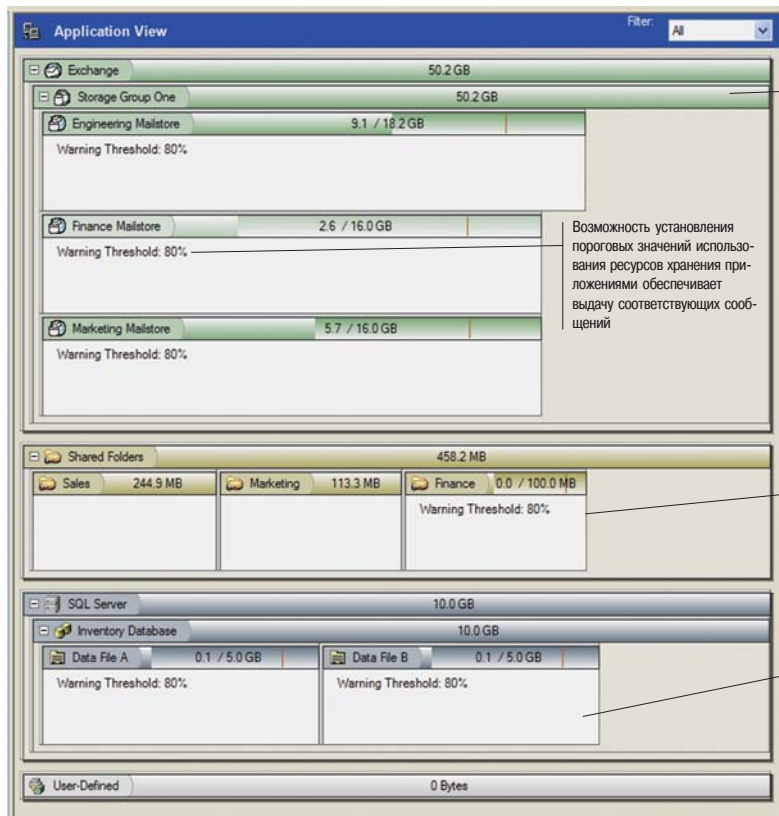 Application View
Filter:
All
Exchange
50.2 GB
Storage Group One
50.2 GB
Engineering Mailstore
9.1 / 18.2 GB
Warning Threshold: 80%
Finance Mailstore
2.6 / 16.0 GB
Warning Threshold: 80%
Возможность установления
пороговых значений использо-
вания ресурсов хранения при-
ложениями обеспечивает
выдачу соответствующих сооб-
щений
Marketing Mailstore
5.7 / 16.0 GB
Warning Threshold: 80%
Shared Folders
458.2 MB
Sales
244.9 MB
Marketing
113.3 MB
Finance
0.0 / 100.0 MB
Warning Threshold: 80%
SQL Server
10.0 GB
Inventory Database
10.0 GB
Data File A
0.1 / 5.0 GB
Data File B
0.1 / 5.0 GB
Warning Threshold: 80%
Warning Threshold: 80%
User-Defined
0 Bytes